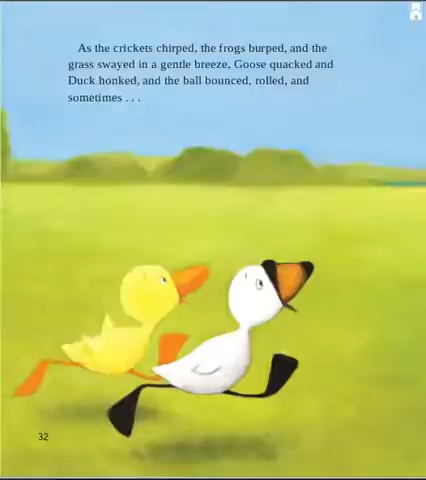 As the crickets chirped, the frogs burped, and the
grass swayed in a gentle breeze, Goose quacked and
Duck honked, and the ball bounced, rolled, and
sometimes . . .
32